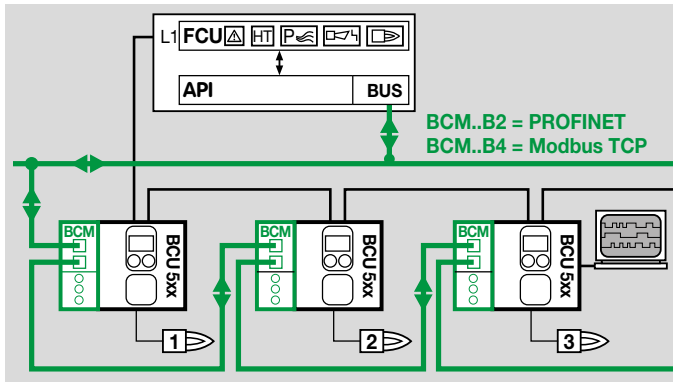 L1 FCU HT P
API BUS
BCM..B2 = PROFINET
BCM..B4 = Modbus TCP
BCM BCU 5xx
BCM BCU 5xx
BCM BCU 5xx
1 2 3